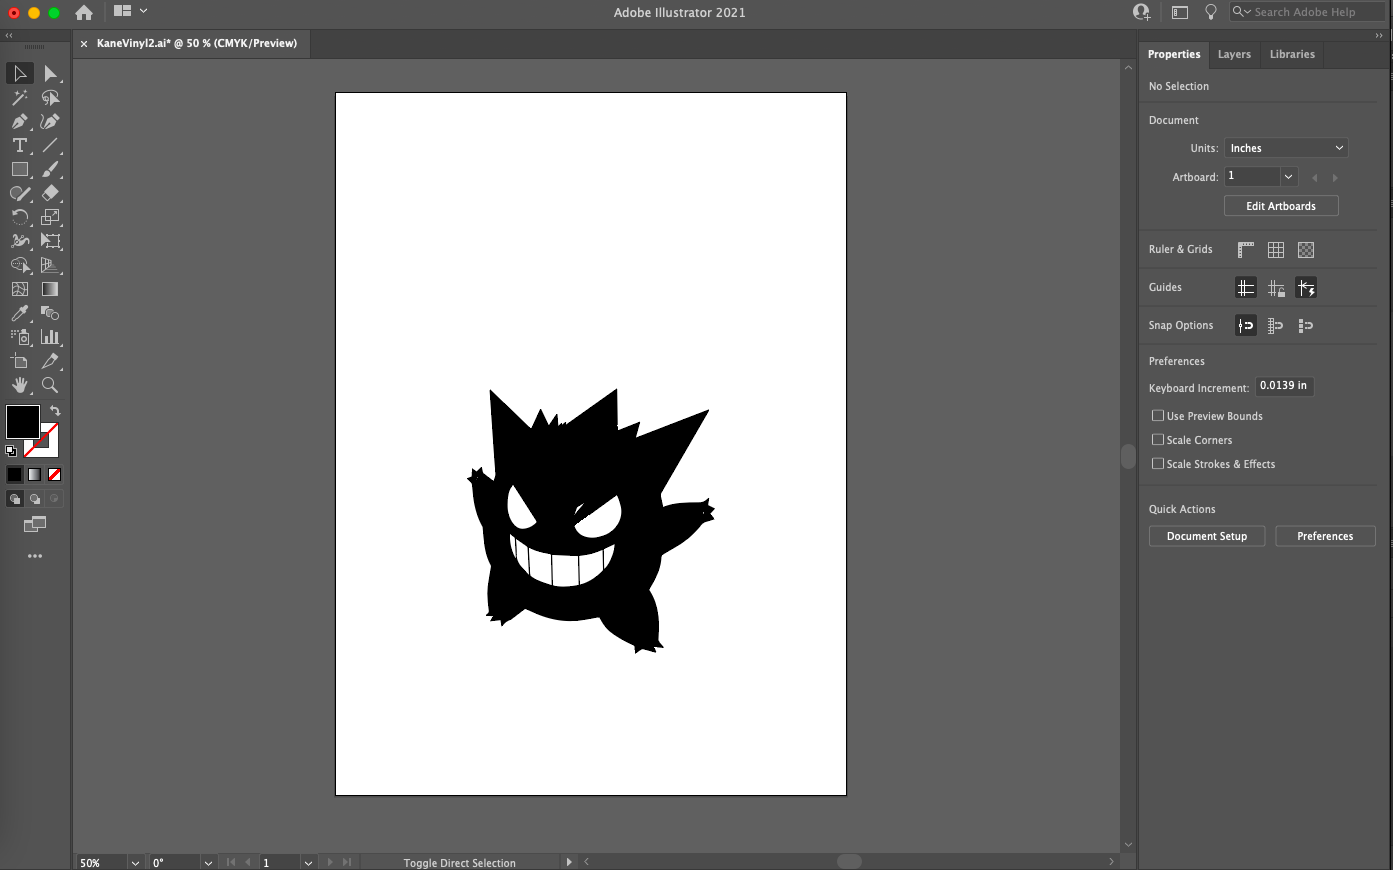 Adobe Illustrator 2021
Search Adobe Help
× KaneVinyl2.ai* @ 50 % (CMYK/Preview)
Properties Layers Libraries
No Selection
Document
Units: Inches
Artboard: 1
Edit Artboards
Ruler & Grids
Guides
Snap Options
Preferences
Keyboard Increment: 0.0139 in
Use Preview Bounds
Scale Corners
Scale Strokes & Effects
Quick Actions
Document Setup Preferences
50% 0° 1 Toggle Direct Selection